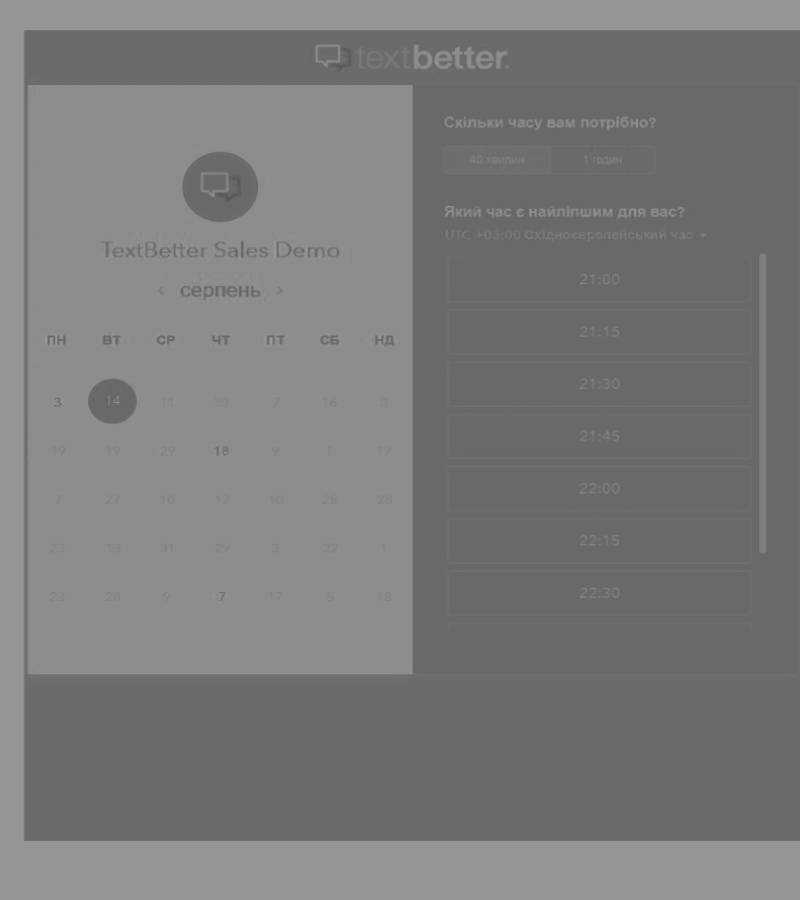 textbetter.
TextBetter Sales Demo
‹ серпень ›
ПН ВТ СР ЧТ ПТ СБ НД
3 14 11 30 7 16 8
19 19 29 18 9 1 17
7 27 10 12 10 25 28
23 13 31 29 3 22 1
23 28 9 7 17 5 18
Скільки часу вам потрібно?
40 хвилин 1 годин
Який час є найліпшим для вас?
UTC +03:00 Східноєвропейський час
21:00
21:15
21:30
21:45
22:00
22:15
22:30